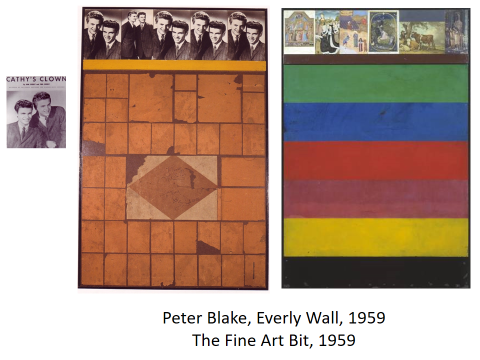 CATHY'S CLOWN
Peter Blake, Everly Wall, 1959
The Fine Art Bit, 1959